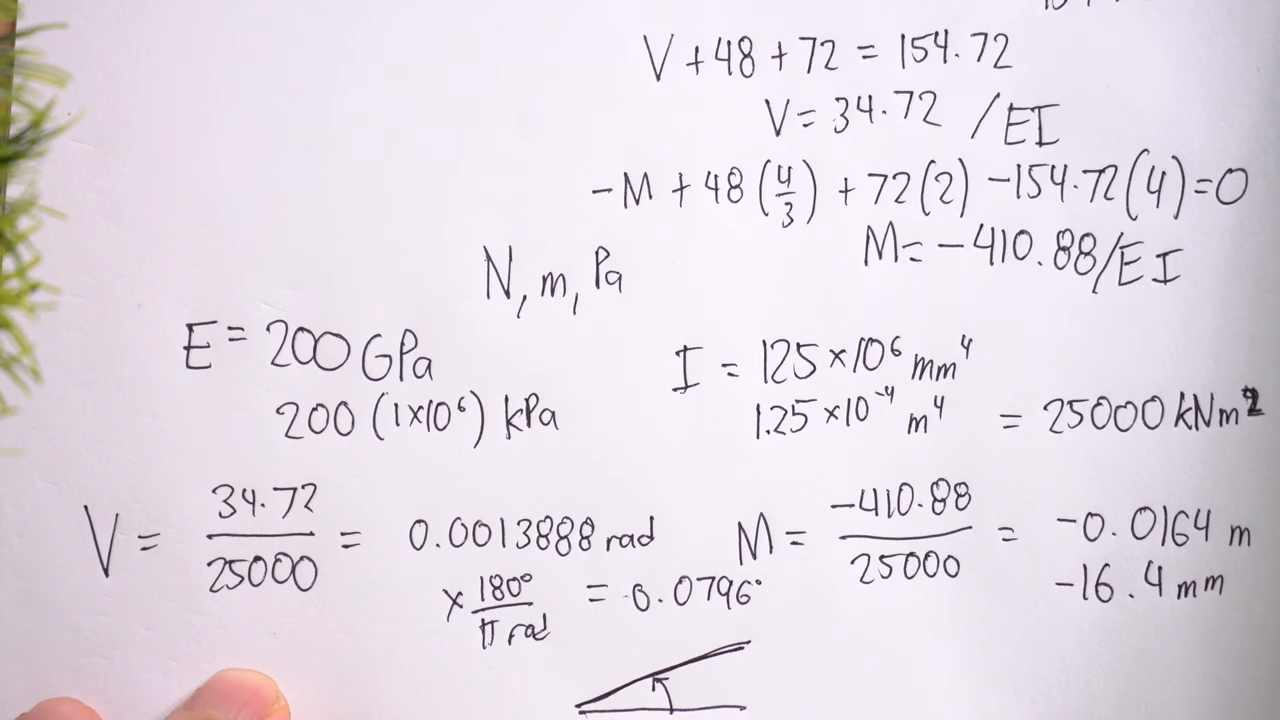 V + 48 + 72 = 154.72
V = 34.72 /EI
-M + 48 (4/3) + 72(2) - 154.72(4) = 0
M = -410.88/EI
N, m, Pa
E = 200 GPa
I = 125 × 10⁶ mm⁴
200 (1×10⁶) kPa
1.25 × 10⁻⁴ m⁴ = 25000 kNm²
V = 34.72/25000 = 0.0013888 rad
M = -410.88/25000 = -0.0164 m
× 180°/π rad = 0.0796°
-16.4 mm